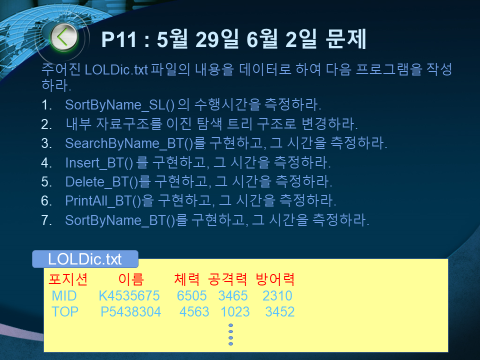 P11 : 5월 29일 6월 2일 문제
주어진 LOLDic.txt 파일의 내용을 데이터로 하여 다음 프로그램을 작성
하라.
1. SortByName_SL() 의 수행시간을 측정하라.
2. 내부 자료구조를 이진 탐색 트리 구조로 변경하라.
3. SearchByName_BT()를 구현하고, 그 시간을 측정하라.
4. Insert_BT() 를 구현하고, 그 시간을 측정하라.
5. Delete_BT()를 구현하고, 그 시간을 측정하라.
6. PrintAll_BT()을 구현하고, 그 시간을 측정하라.
7. SortByName_BT()를 구현하고, 그 시간을 측정하라.
LOLDic.txt
포지션 이름 체력 공격력 방어력
MID K4535675 6505 3465 2310
TOP P5438304 4563 1023 3452